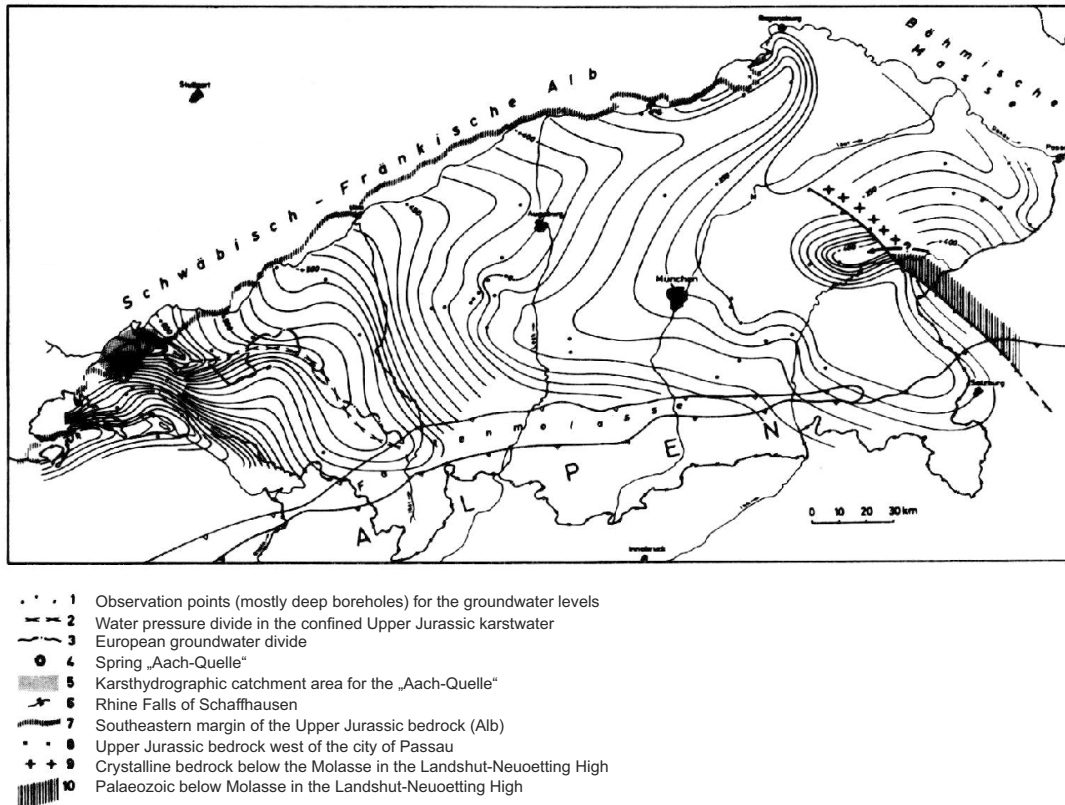 Regensburg
Böhmische
Masse
Stuttgart
Schwäbisch - Fränkische Alb
Donau
Passau
Augsburg
München
Salzburg
Faltenmolasse
ALPEN
Innsbruck
0 10 20 30 km
1 Observation points (mostly deep boreholes) for the groundwater levels
2 Water pressure divide in the confined Upper Jurassic karstwater
3 European groundwater divide
4 Spring „Aach-Quelle“
5 Karsthydrographic catchment area for the „Aach-Quelle“
6 Rhine Falls of Schaffhausen
7 Southeastern margin of the Upper Jurassic bedrock (Alb)
8 Upper Jurassic bedrock west of the city of Passau
9 Crystalline bedrock below the Molasse in the Landshut-Neuoetting High
10 Palaeozoic below Molasse in the Landshut-Neuoetting High